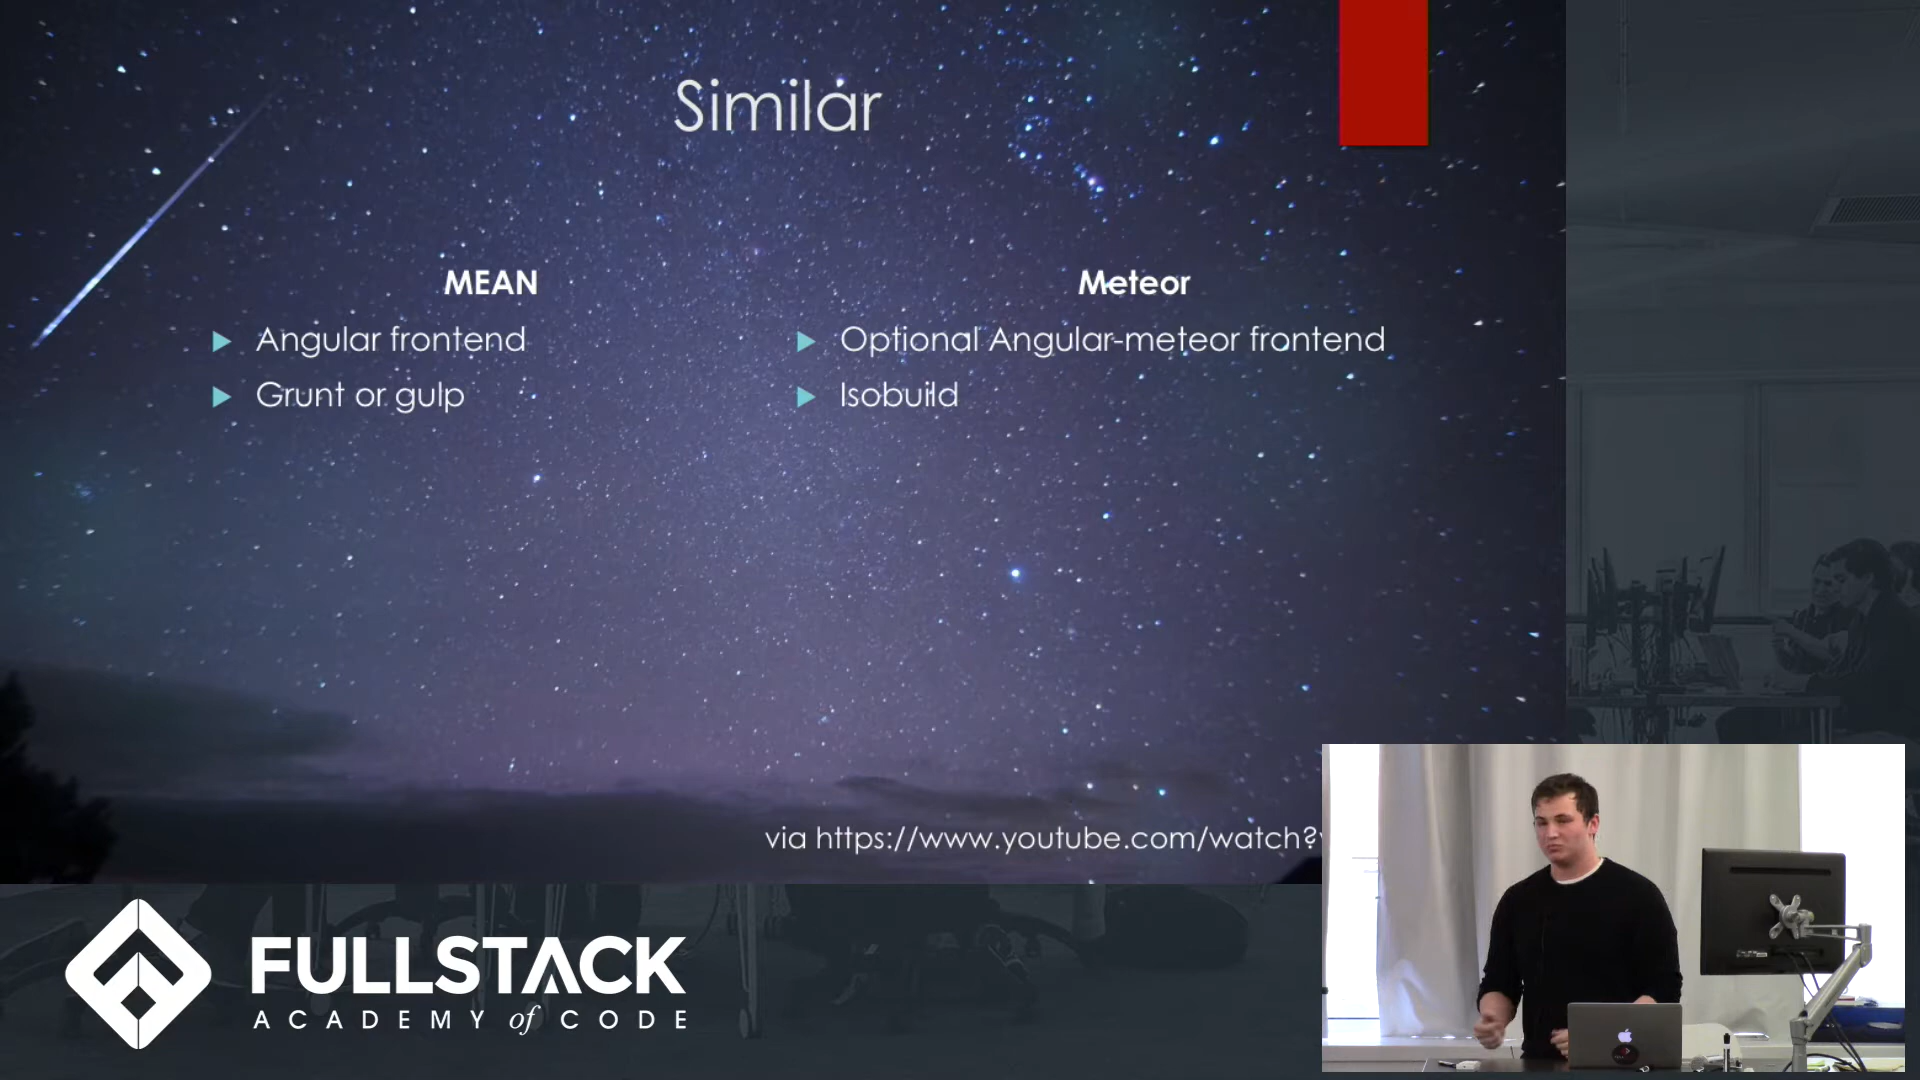 Similar
MEAN
Angular frontend
Grunt or gulp
Meteor
Optional Angular-meteor frontend
Isobuild
via https://www.youtube.com/watch?v
FULLSTACK
ACADEMY of CODE